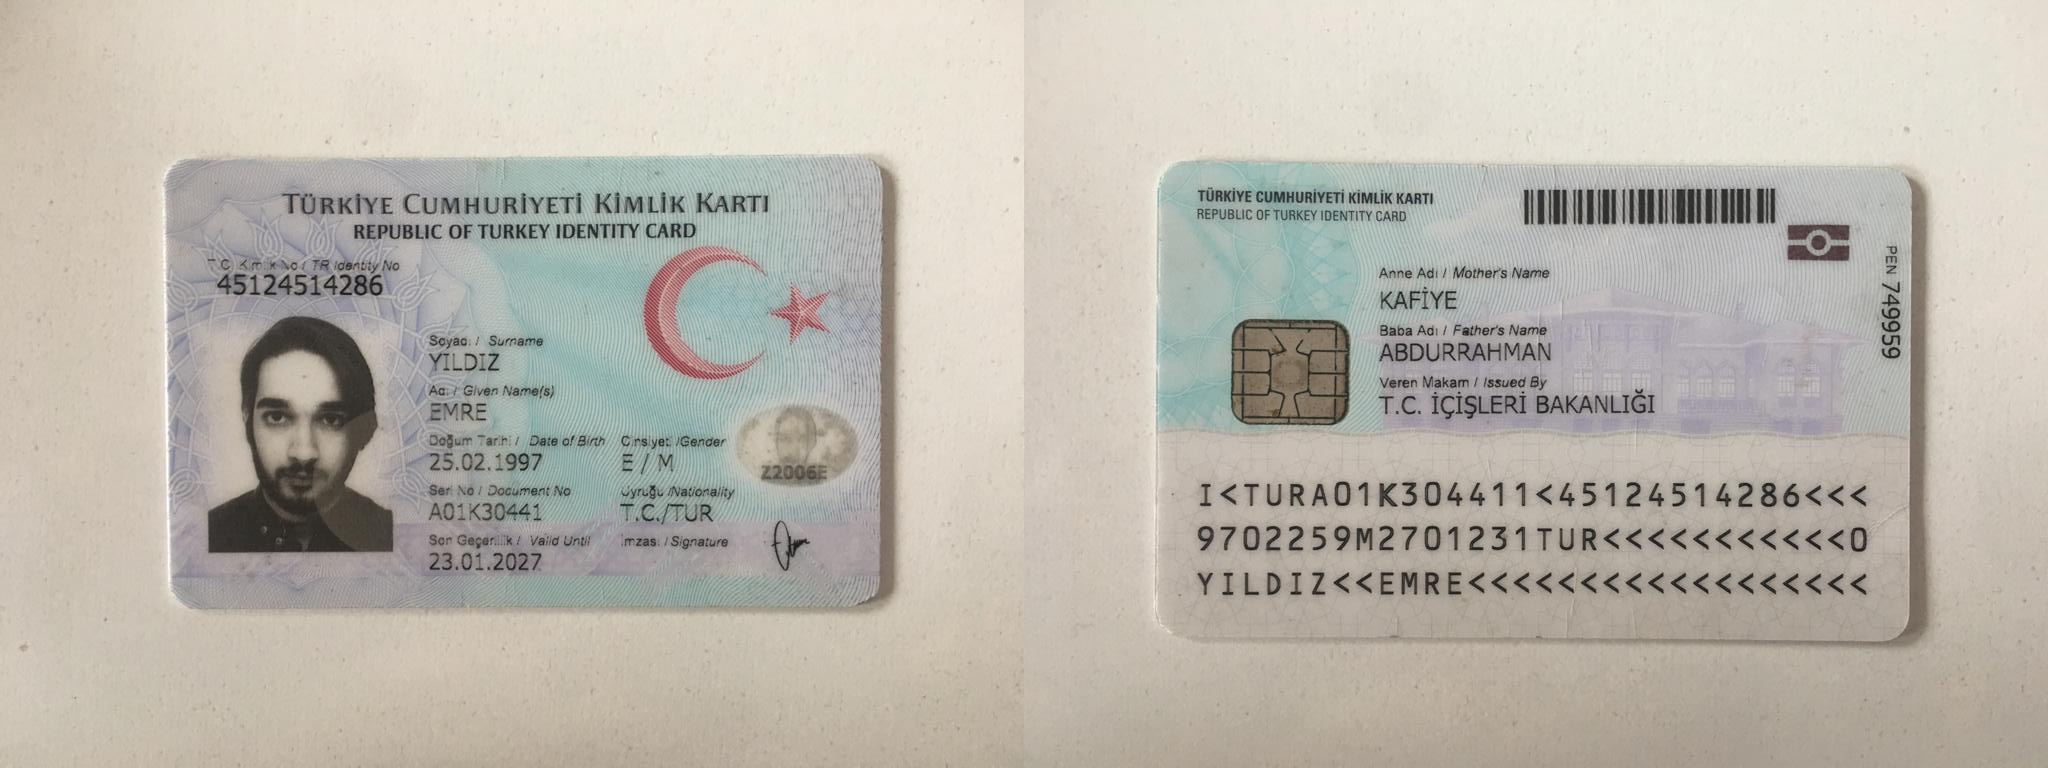 TÜRKİYE CUMHURİYETİ KİMLİK KARTI
REPUBLIC OF TURKEY IDENTITY CARD
T.C. Kimlik No / TR Identity No
45124514286
Soyadı / Surname
YILDIZ
Adı / Given Name(s)
EMRE
Doğum Tarihi / Date of Birth Cinsiyet / Gender
25.02.1997 E / M
Seri No / Document No Uyruğu / Nationality
A01K30441 T.C./TUR
Son Geçerlilik / Valid Until İmzası / Signature
23.01.2027
Z2006E
TÜRKİYE CUMHURİYETİ KİMLİK KARTI
REPUBLIC OF TURKEY IDENTITY CARD
Anne Adı / Mother's Name
KAFİYE
Baba Adı / Father's Name
ABDURRAHMAN
Veren Makam / Issued By
T.C. İÇİŞLERİ BAKANLIĞI
PEN 749959
I<TURA01K304411<45124514286<<<
9702259M2701231TUR<<<<<<<<<<<0
YILDIZ<<EMRE<<<<<<<<<<<<<<<<<<